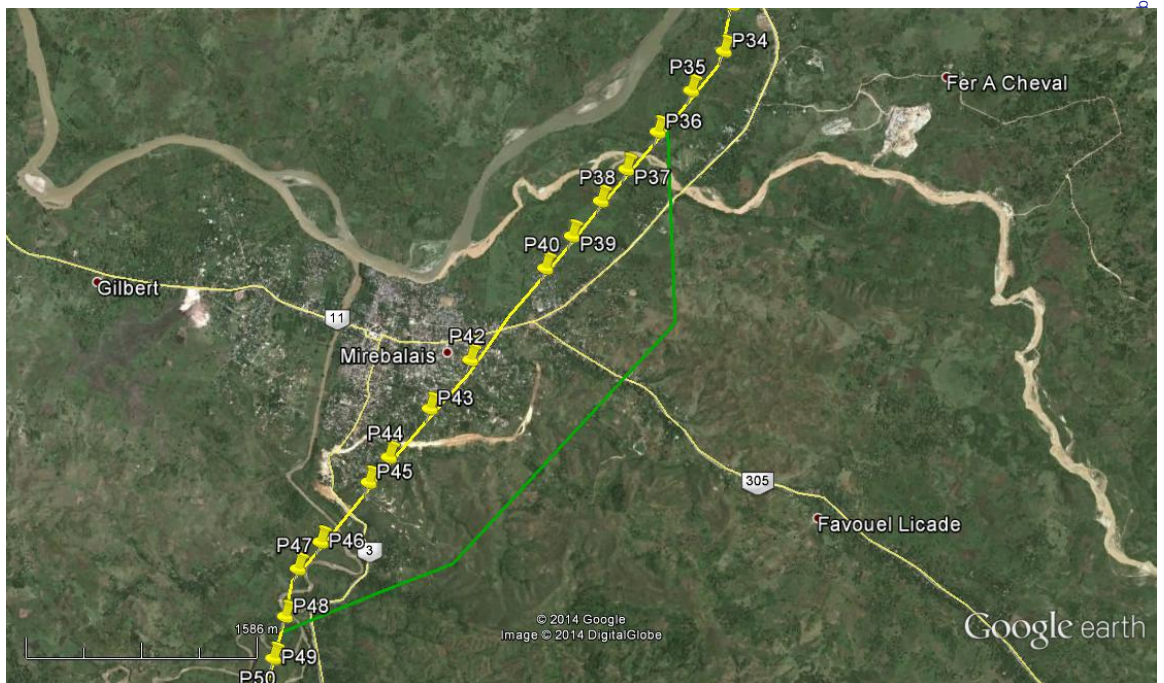 P34
P35
Fer A Cheval
P36
P37
P38
P39
P40
Gilbert
11
P42
Mirebalais
P43
P44
P45
305
Favouel Licade
P46
3
P47
P48
1586 m
© 2014 Google
Image © 2014 DigitalGlobe
Google earth
P49
P50